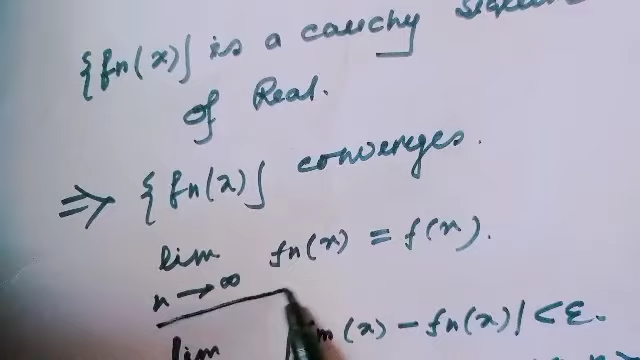 {fn(x)} is a cauchy
of Real.
⇒ {fn(x)} converges.
lim fn(x) = f(x).
n→∞
lim m(x) - fn(x)| < ε.